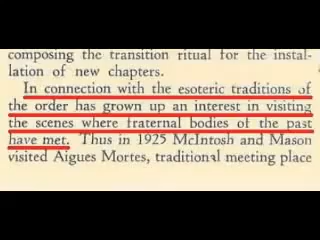 composing the transition ritual for the instal-
lation of new chapters.
In connection with the esoteric traditions of
the order has grown up an interest in visiting
the scenes where fraternal bodies of the past
have met. Thus in 1925 McIntosh and Mason
visited Aigues Mortes, traditional meeting place